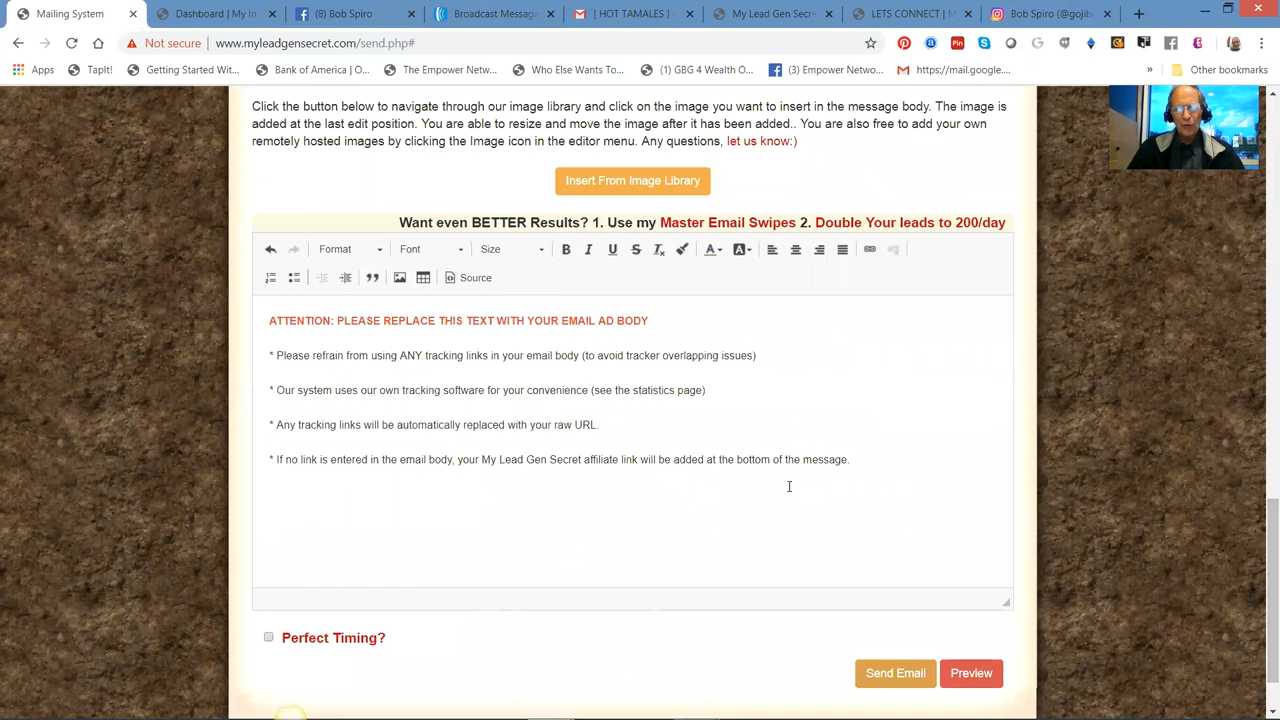 Mailing System
Dashboard | My In
(8) Bob Spiro
Broadcast Message
[ HOT TAMALES ]
My Lead Gen Secre
LETS CONNECT | M
Bob Spiro (@gojib
Not secure
www.myleadgensecret.com/send.php#
Apps
TapIt!
Getting Started Wit...
Bank of America | O...
The Empower Netw...
Who Else Wants To...
(1) GBG 4 Wealth O...
(3) Empower Netwo...
https://mail.google....
»
Other bookmarks
Click the button below to navigate through our image library and click on the image you want to insert in the message body. The image is
added at the last edit position. You are able to resize and move the image after it has been added.. You are also free to add your own
remotely hosted images by clicking the Image icon in the editor menu. Any questions, let us know:)
Insert From Image Library
Want even BETTER Results? 1. Use my Master Email Swipes 2. Double Your leads to 200/day
Format
Font
Size
B I U S
Source
ATTENTION: PLEASE REPLACE THIS TEXT WITH YOUR EMAIL AD BODY
* Please refrain from using ANY tracking links in your email body (to avoid tracker overlapping issues)
* Our system uses our own tracking software for your convenience (see the statistics page)
* Any tracking links will be automatically replaced with your raw URL.
* If no link is entered in the email body, your My Lead Gen Secret affiliate link will be added at the bottom of the message.
Perfect Timing?
Send Email
Preview